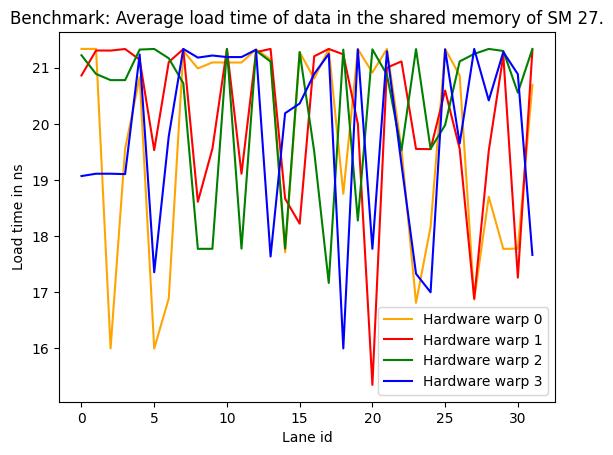 Benchmark: Average load time of data in the shared memory of SM 27.
Load time in ns
21
20
19
18
17
16
Hardware warp 0
Hardware warp 1
Hardware warp 2
Hardware warp 3
0 5 10 15 20 25 30
Lane id